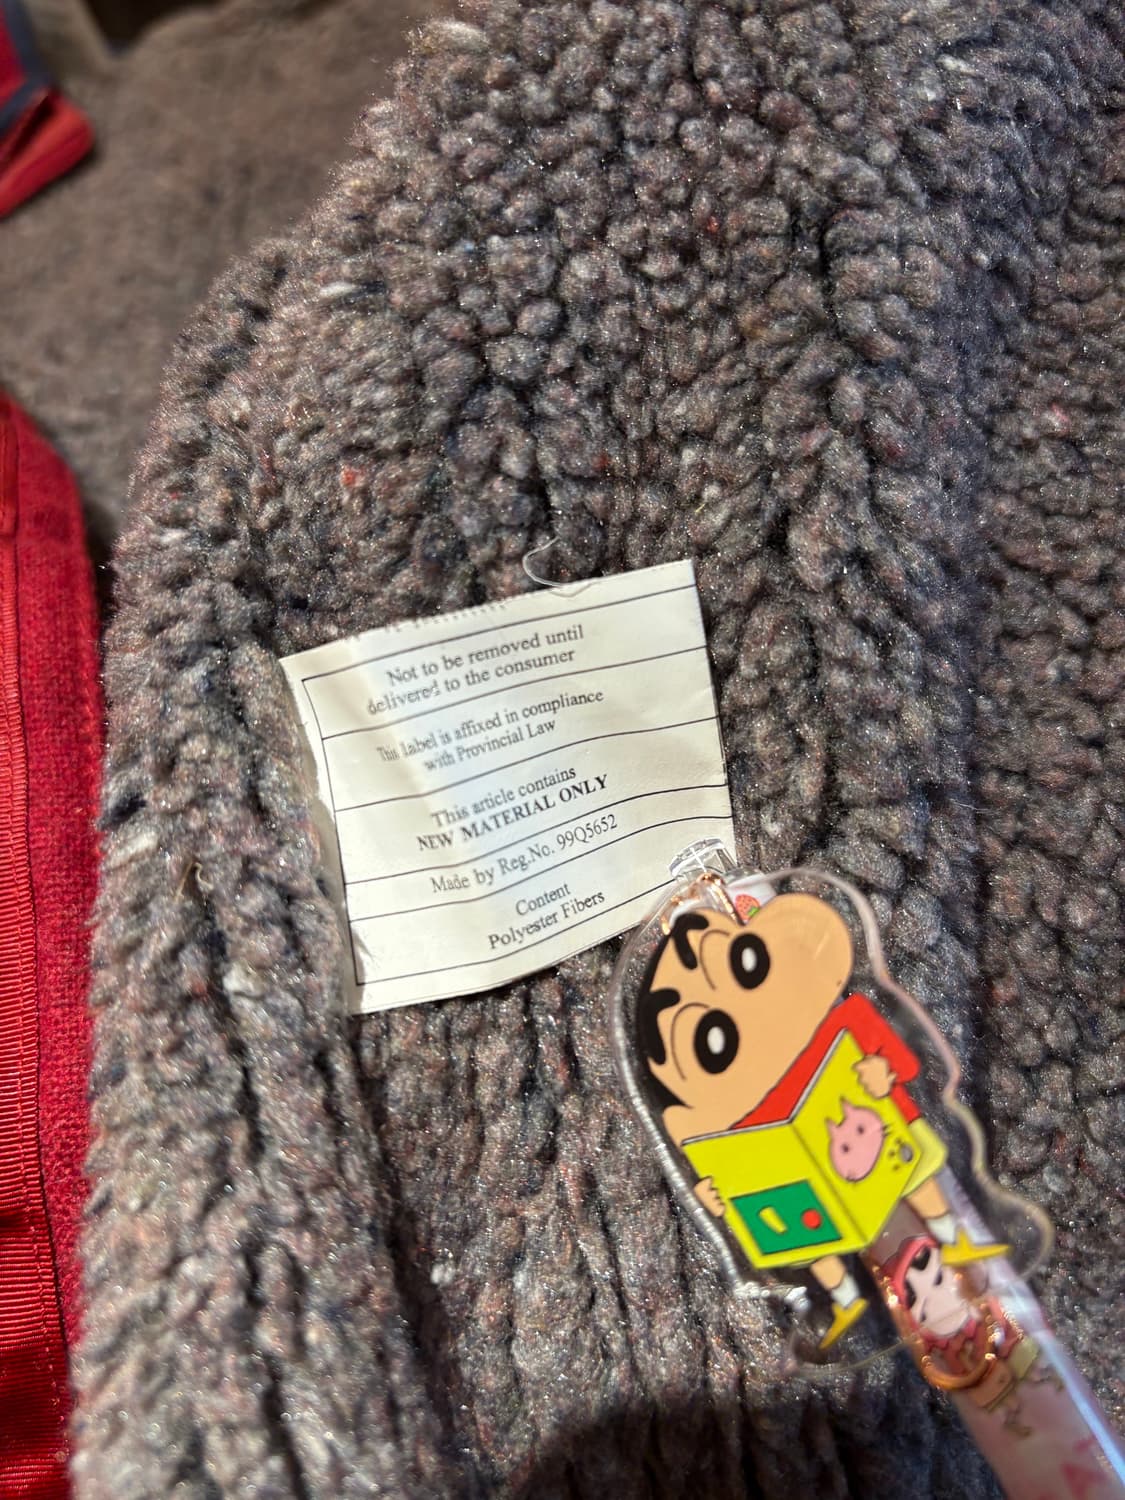 Not to be removed until
delivered to the consumer
This label is affixed in compliance
with Provincial Law
This article contains
NEW MATERIAL ONLY
Made by Reg.No. 99Q5652
Content
Polyester Fibers